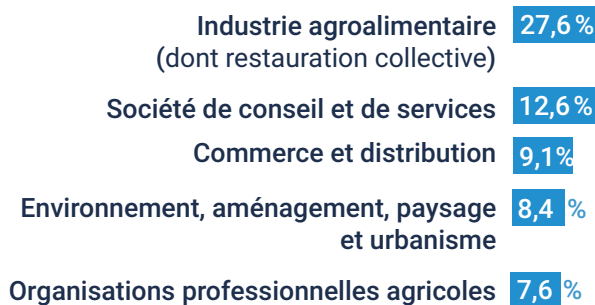 Industrie agroalimentaire 27,6 %
(dont restauration collective)
Société de conseil et de services 12,6 %
Commerce et distribution 9,1%
Environnement, aménagement, paysage 8,4 %
et urbanisme
Organisations professionnelles agricoles 7,6 %